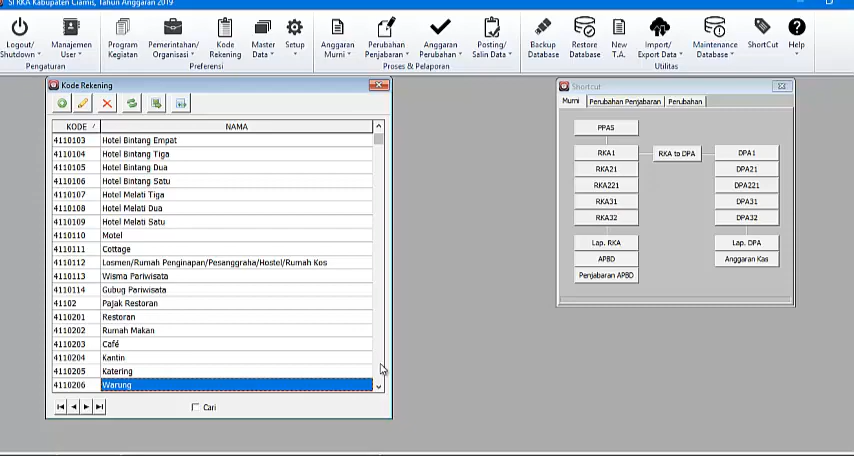 SI RKA Kabupaten Ciamis, Tahun Anggaran 2019
Logout/ Shutdown
Manajemen User
Program Kegiatan
Pemerintahan/ Organisasi
Kode Rekening
Master Data
Setup
Anggaran Murni
Perubahan Penjabaran
Anggaran Perubahan
Posting/ Salin Data
Backup Database
Restore Database
New T.A.
Import/ Export Data
Maintenance Database
ShortCut
Help
Pengaturan
Preferensi
Proses & Pelaporan
Utilitas
Kode Rekening
KODE NAMA
4110103 Hotel Bintang Empat
4110104 Hotel Bintang Tiga
4110105 Hotel Bintang Dua
4110106 Hotel Bintang Satu
4110107 Hotel Melati Tiga
4110108 Hotel Melati Dua
4110109 Hotel Melati Satu
4110110 Motel
4110111 Cottage
4110112 Losmen/Rumah Penginapan/Pesanggraha/Hostel/Rumah Kos
4110113 Wisma Pariwisata
4110114 Gubug Pariwisata
41102 Pajak Restoran
4110201 Restoran
4110202 Rumah Makan
4110203 Café
4110204 Kantin
4110205 Katering
4110206 Warung
Cari
Shortcut
Murni Perubahan Penjabaran Perubahan
PPAS
RKA1 RKA to DPA DPA1
RKA21 DPA21
RKA221 DPA221
RKA31 DPA31
RKA32 DPA32
Lap. RKA Lap. DPA
APBD Anggaran Kas
Penjabaran APBD